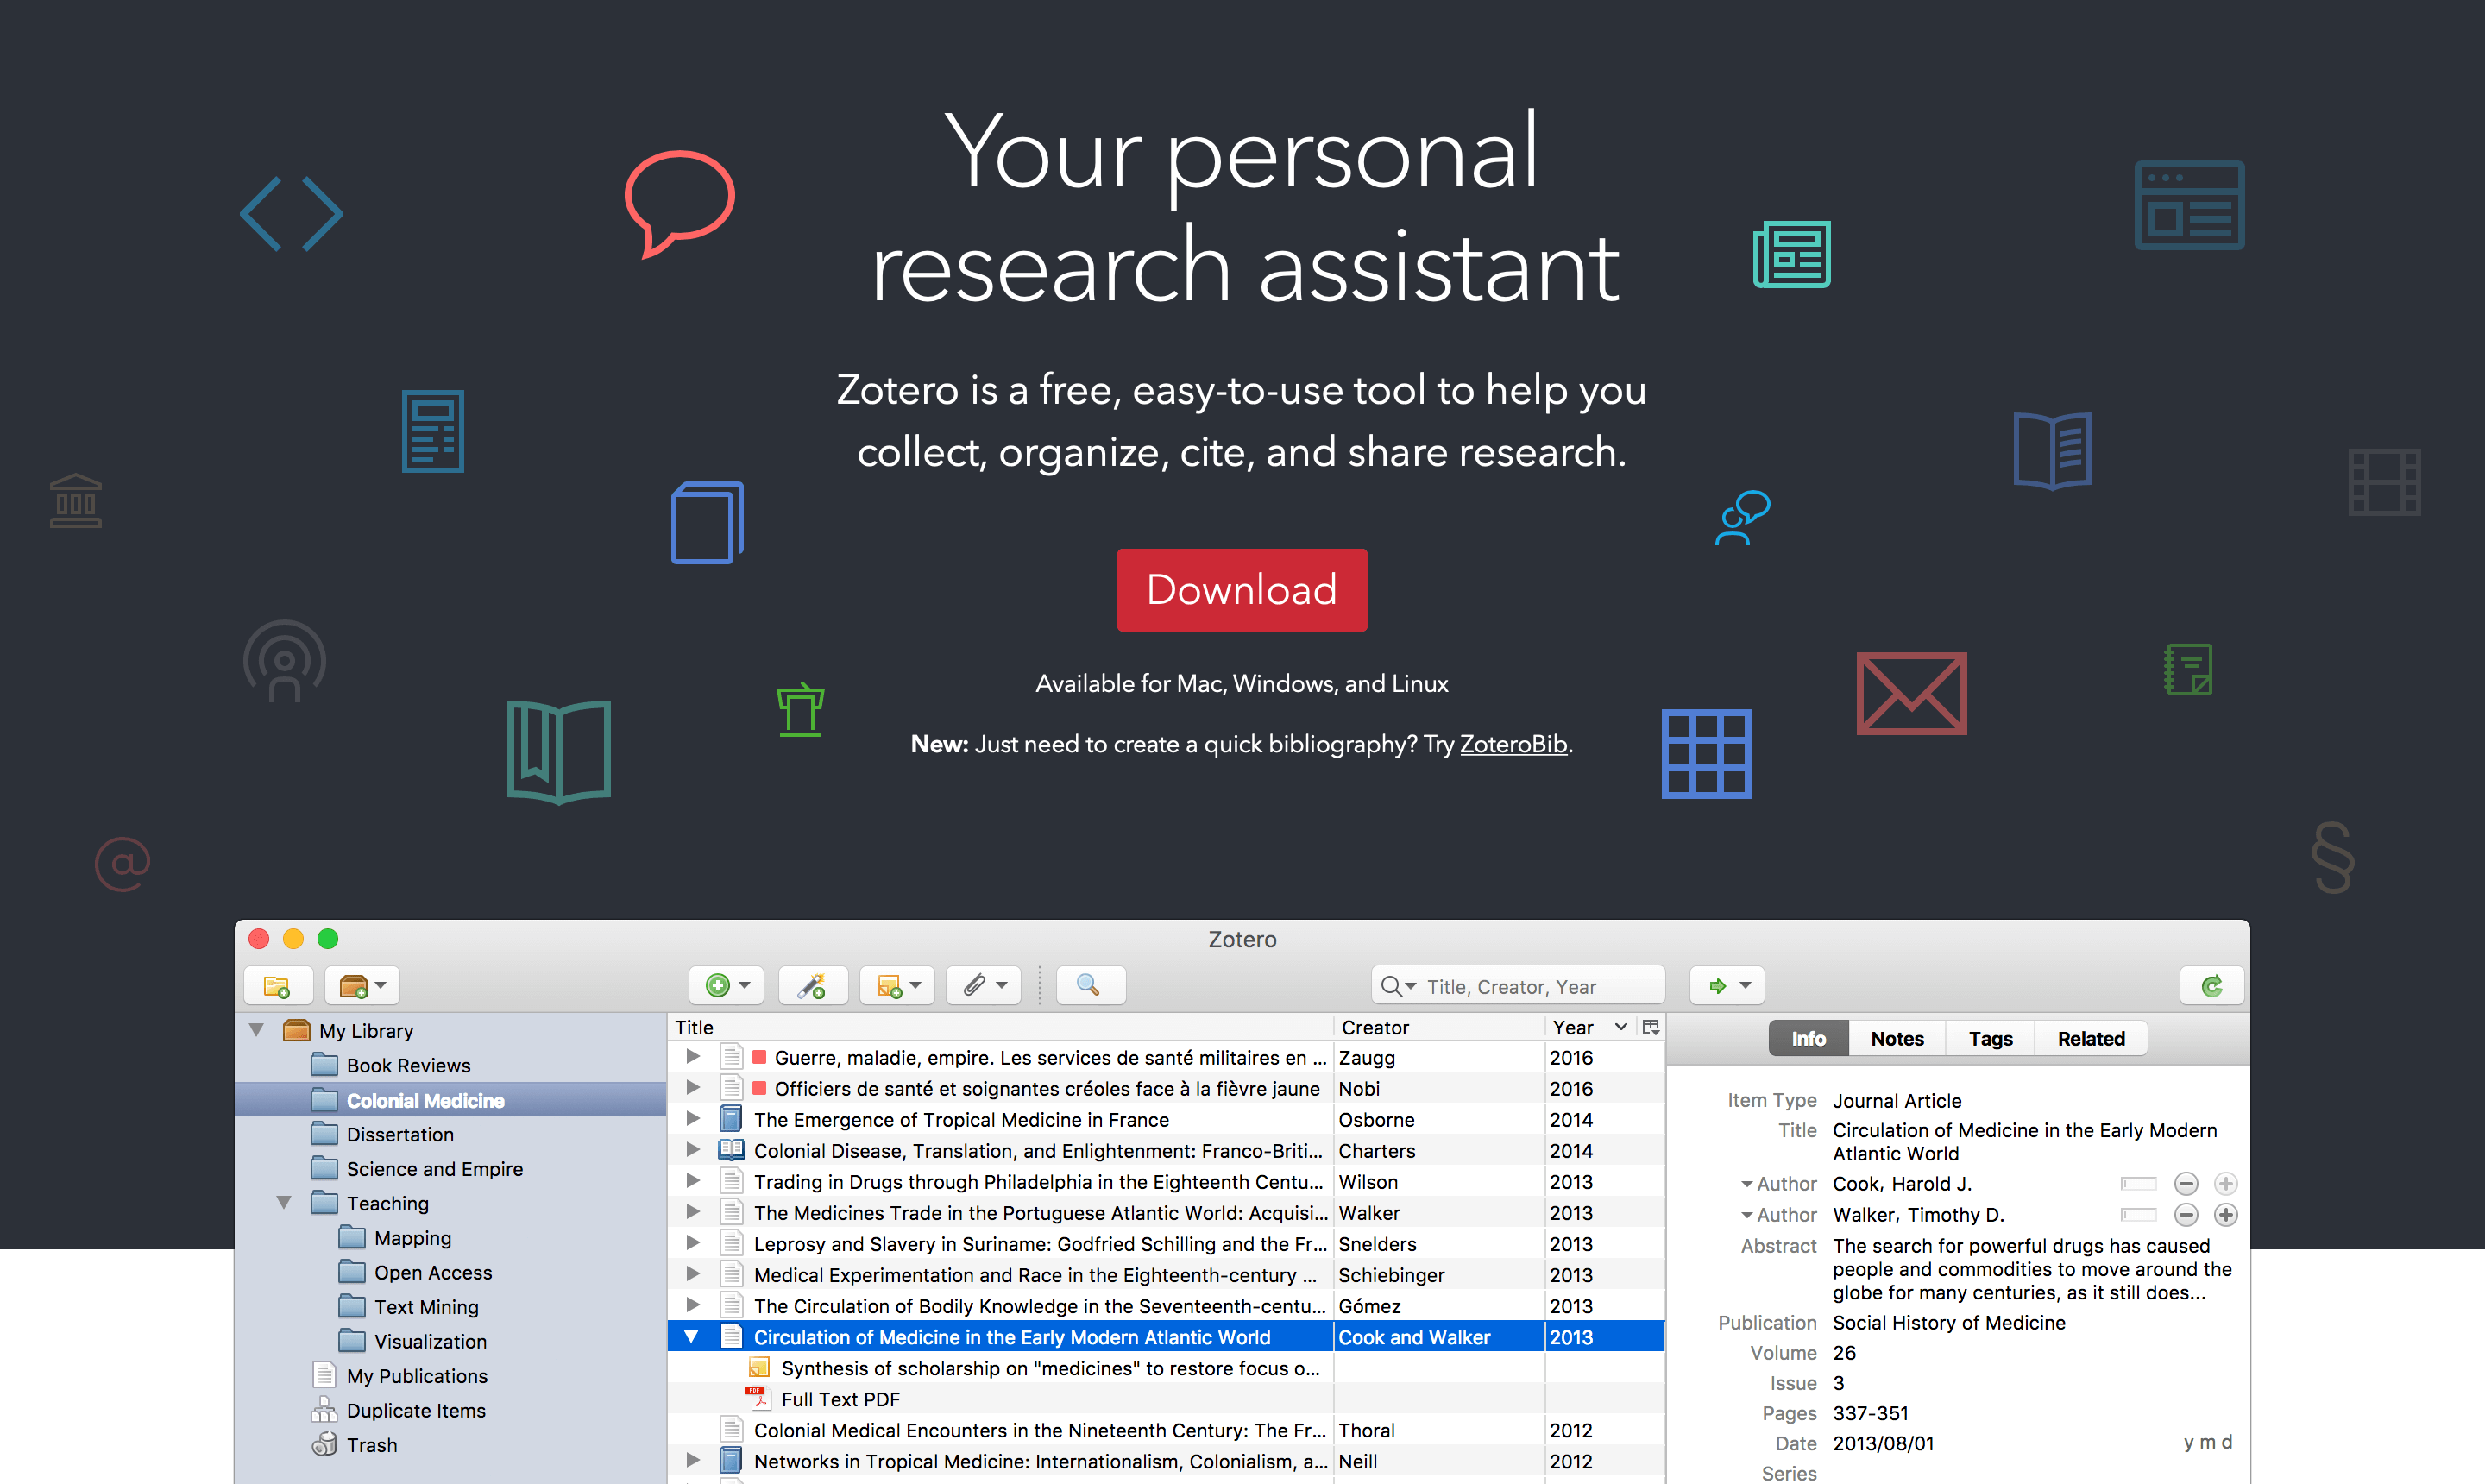 Your personal
research assistant
Zotero is a free, easy-to-use tool to help you
collect, organize, cite, and share research.
Download
Available for Mac, Windows, and Linux
New: Just need to create a quick bibliography? Try ZoteroBib.
@
§
Zotero
Title, Creator, Year
My Library
Book Reviews
Colonial Medicine
Dissertation
Science and Empire
Teaching
Mapping
Open Access
Text Mining
Visualization
My Publications
Duplicate Items
Trash
Title Creator Year
Guerre, maladie, empire. Les services de santé militaires en ... Zaugg 2016
Officiers de santé et soignantes créoles face à la fièvre jaune Nobi 2016
The Emergence of Tropical Medicine in France Osborne 2014
Colonial Disease, Translation, and Enlightenment: Franco-Briti... Charters 2014
Trading in Drugs through Philadelphia in the Eighteenth Centu... Wilson 2013
The Medicines Trade in the Portuguese Atlantic World: Acquisi... Walker 2013
Leprosy and Slavery in Suriname: Godfried Schilling and the Fr... Snelders 2013
Medical Experimentation and Race in the Eighteenth-century ... Schiebinger 2013
The Circulation of Bodily Knowledge in the Seventeenth-centu... Gómez 2013
Circulation of Medicine in the Early Modern Atlantic World Cook and Walker 2013
Synthesis of scholarship on "medicines" to restore focus o...
PDF Full Text PDF
Colonial Medical Encounters in the Nineteenth Century: The Fr... Thoral 2012
Networks in Tropical Medicine: Internationalism, Colonialism, a... Neill 2012
Info Notes Tags Related
Item Type Journal Article
Title Circulation of Medicine in the Early Modern
Atlantic World
Author Cook, Harold J.
Author Walker, Timothy D.
Abstract The search for powerful drugs has caused
people and commodities to move around the
globe for many centuries, as it still does...
Publication Social History of Medicine
Volume 26
Issue 3
Pages 337-351
Date 2013/08/01 y m d
Series